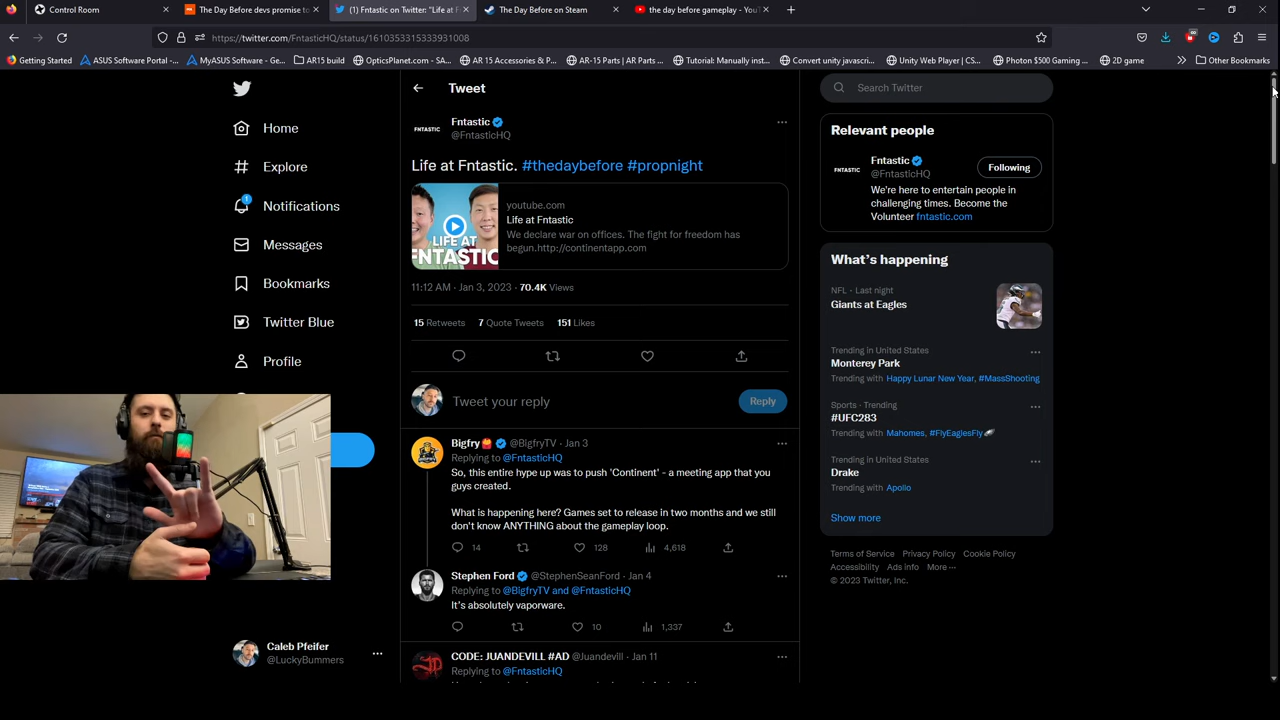 Control Room
The Day Before devs promise to
(1) Fntastic on Twitter: "Life at F
The Day Before on Steam
the day before gameplay - YouT
https://twitter.com/FntasticHQ/status/1610353315333931008
Getting Started
ASUS Software Portal -...
MyASUS Software - Ge...
AR15 build
OpticsPlanet.com - SA...
AR 15 Accessories & P...
AR-15 Parts | AR Parts ...
Tutorial: Manually inst...
Convert unity javascri...
Unity Web Player | CS...
Photon $500 Gaming ...
2D game
Other Bookmarks
Home
Explore
1
Notifications
Messages
Bookmarks
Twitter Blue
Profile
Caleb Pfeifer
@LuckyBummers
Tweet
FNTASTIC
Fntastic
@FntasticHQ
Life at Fntastic. #thedaybefore #propnight
LIFE AT
FNTASTIC
youtube.com
Life at Fntastic
We declare war on offices. The fight for freedom has
begun.http://continentapp.com
11:12 AM · Jan 3, 2023 · 70.4K Views
15 Retweets 7 Quote Tweets 151 Likes
Tweet your reply
Reply
Bigfry @BigfryTV · Jan 3
Replying to @FntasticHQ
So, this entire hype up was to push 'Continent' - a meeting app that you
guys created.
What is happening here? Games set to release in two months and we still
don't know ANYTHING about the gameplay loop.
14 128 4,618
Stephen Ford @StephenSeanFord · Jan 4
Replying to @BigfryTV and @FntasticHQ
It's absolutely vaporware.
10 1,337
CODE: JUANDEVILL #AD @Juandevill · Jan 11
Replying to @FntasticHQ
Search Twitter
Relevant people
FNTASTIC
Fntastic
@FntasticHQ
Following
We're here to entertain people in
challenging times. Become the
Volunteer fntastic.com
What's happening
NFL · Last night
Giants at Eagles
Trending in United States
Monterey Park
Trending with Happy Lunar New Year, #MassShooting
Sports · Trending
#UFC283
Trending with Mahomes, #FlyEaglesFly
Trending in United States
Drake
Trending with Apollo
Show more
Terms of Service Privacy Policy Cookie Policy
Accessibility Ads info More ···
© 2023 Twitter, Inc.